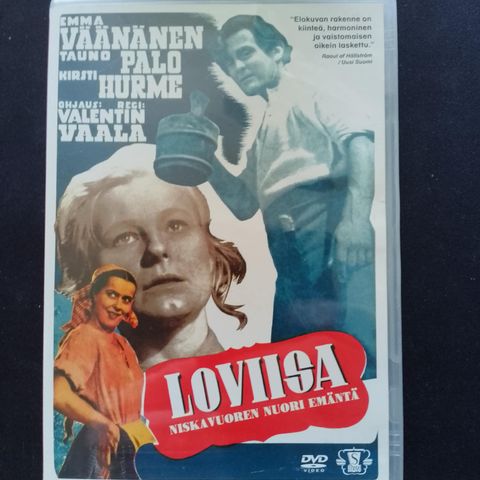 EMMA
VÄÄNÄNEN
TAUNO PALO
KIRSTI HURME
OHJAUS: REGI:
VALENTIN
VAALA
"Elokuvan rakenne on
kiinteä, harmoninen
ja vaistomaisen
oikein laskettu."
Raoul af Hällström
/ Uusi Suomi
LOVIISA
NISKAVUOREN NUORI EMÄNTÄ
DVD
VIDEO